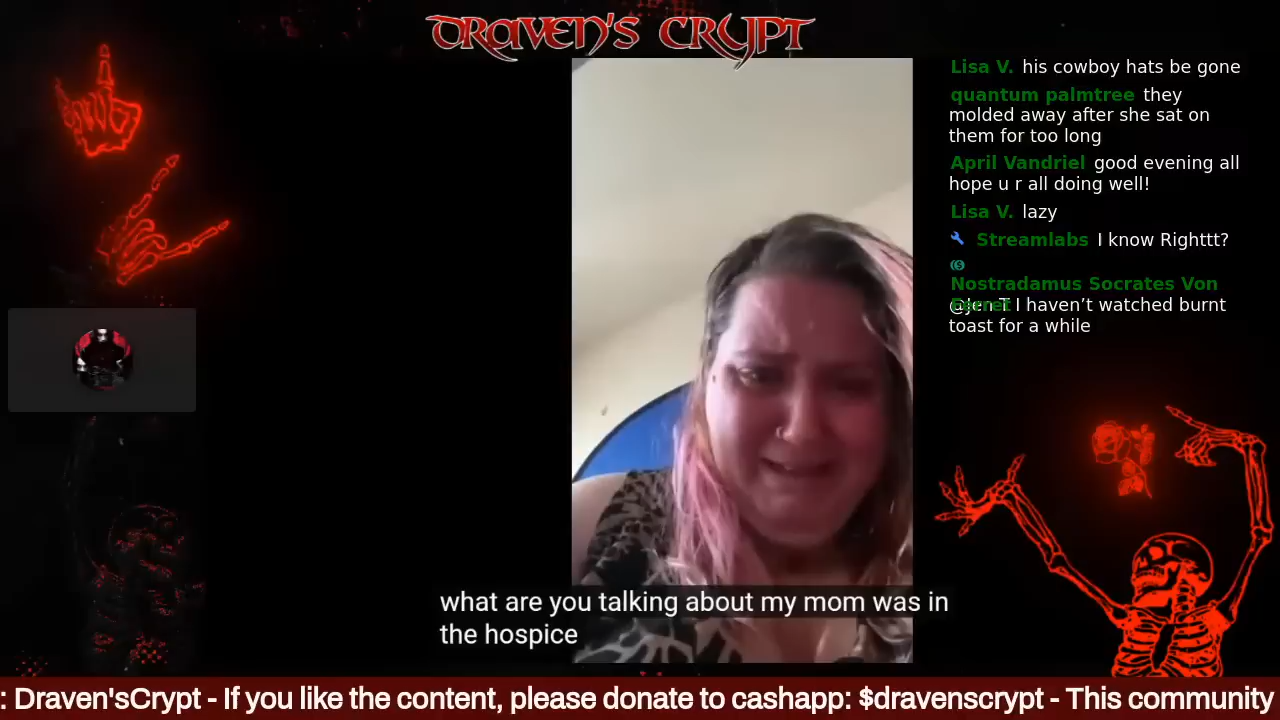 DRAVEN'S CRYPT
Lisa V. his cowboy hats be gone
quantum palmtree they
molded away after she sat on
them for too long
April Vandriel good evening all
hope u r all doing well!
Lisa V. lazy
Streamlabs I know Righttt?
Nostradamus Socrates Von
Ferret @Jen T I haven’t watched burnt
toast for a while
what are you talking about my mom was in
the hospice
: Draven'sCrypt - If you like the content, please donate to cashapp: $dravenscrypt - This community